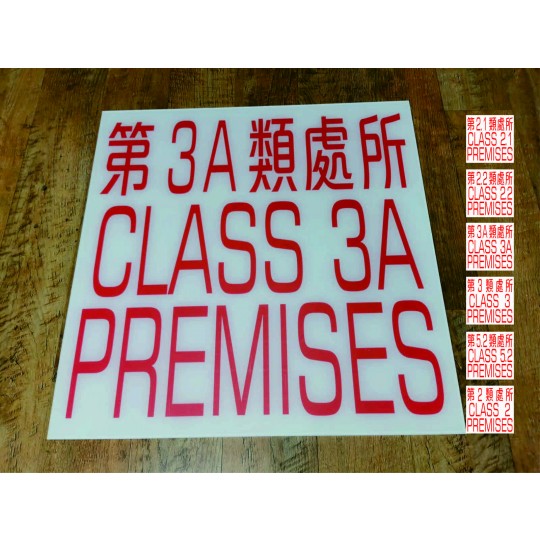 第 3A 類處所
CLASS 3A
PREMISES
第2.1類處所
CLASS 2.1
PREMISES
第2.2類處所
CLASS 2.2
PREMISES
第3A類處所
CLASS 3A
PREMISES
第3類處所
CLASS 3
PREMISES
第5.2類處所
CLASS 5.2
PREMISES
第2類處所
CLASS 2
PREMISES